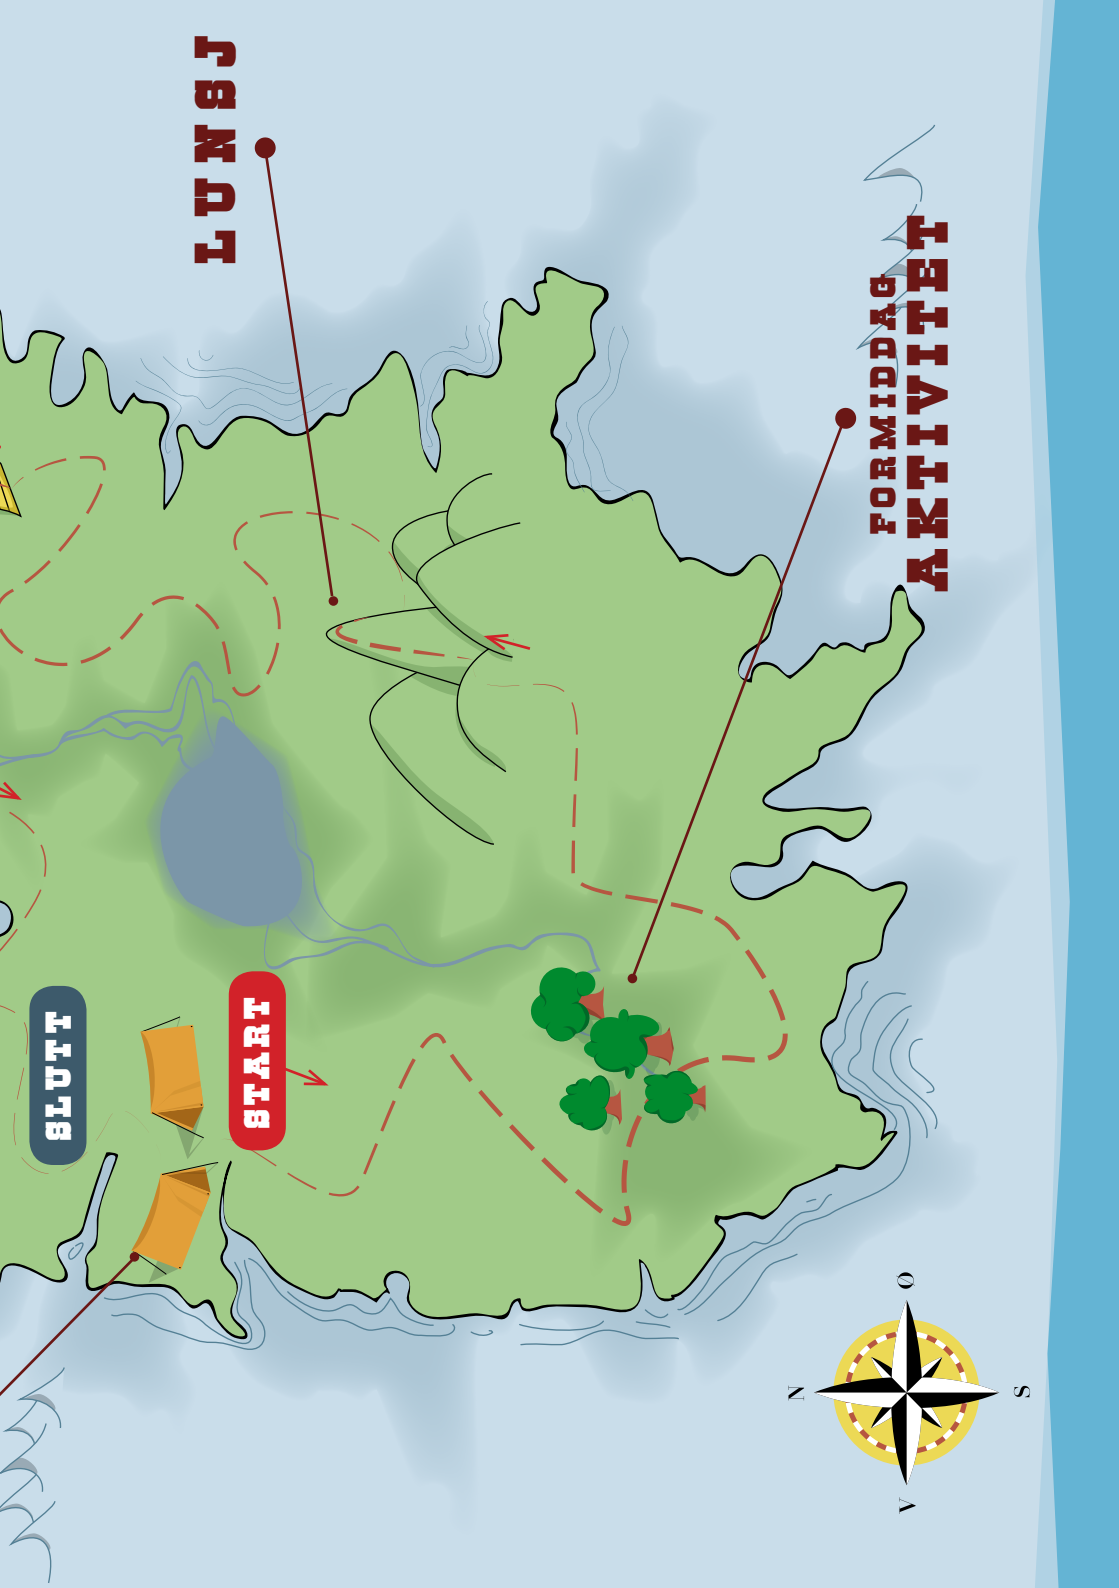 LUNSJ
FORMIDDAG
AKTIVITET
SLUTT
START
N
Ø
S
V